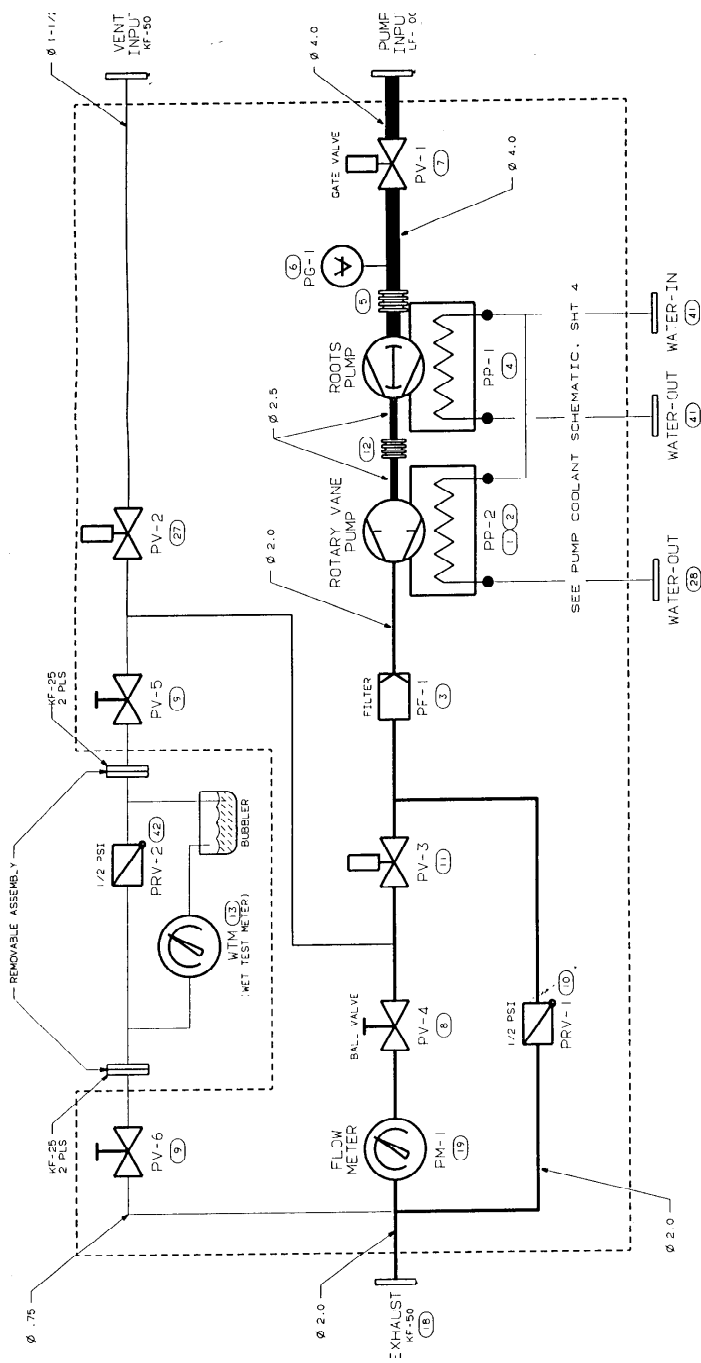 Ø 1-1/2
VENT
INPU
KF-50
PUMP
INPU
LF-
Ø 4.0
GATE VALVE
PV-1
7
Ø 4.0
6
PG-1
5
ROOTS
PUMP
PP-1
4
WATER-IN
41
WATER-OUT
41
SEE PUMP COOLANT SCHEMATIC, SHT 4
Ø 2.5
12
ROTARY VANE
PUMP
PP-2
1 2
WATER-OUT
28
Ø 2.0
PV-2
27
PV-5
9
KF-25
2 PLS
REMOVABLE ASSEMBLY
1/2 PSI
PRV-2
42
BUBBLER
WTM 13
(WET TEST METER)
FILTER
PF-1
3
PV-3
11
BAL VALVE
PV-4
8
1/2 PSI
PRV-1
10
FLOW
METER
PM-1
19
KF-25
2 PLS
PV-6
9
Ø .75
Ø 2.0
Ø 2.0
EXHAUST
KF-50
18